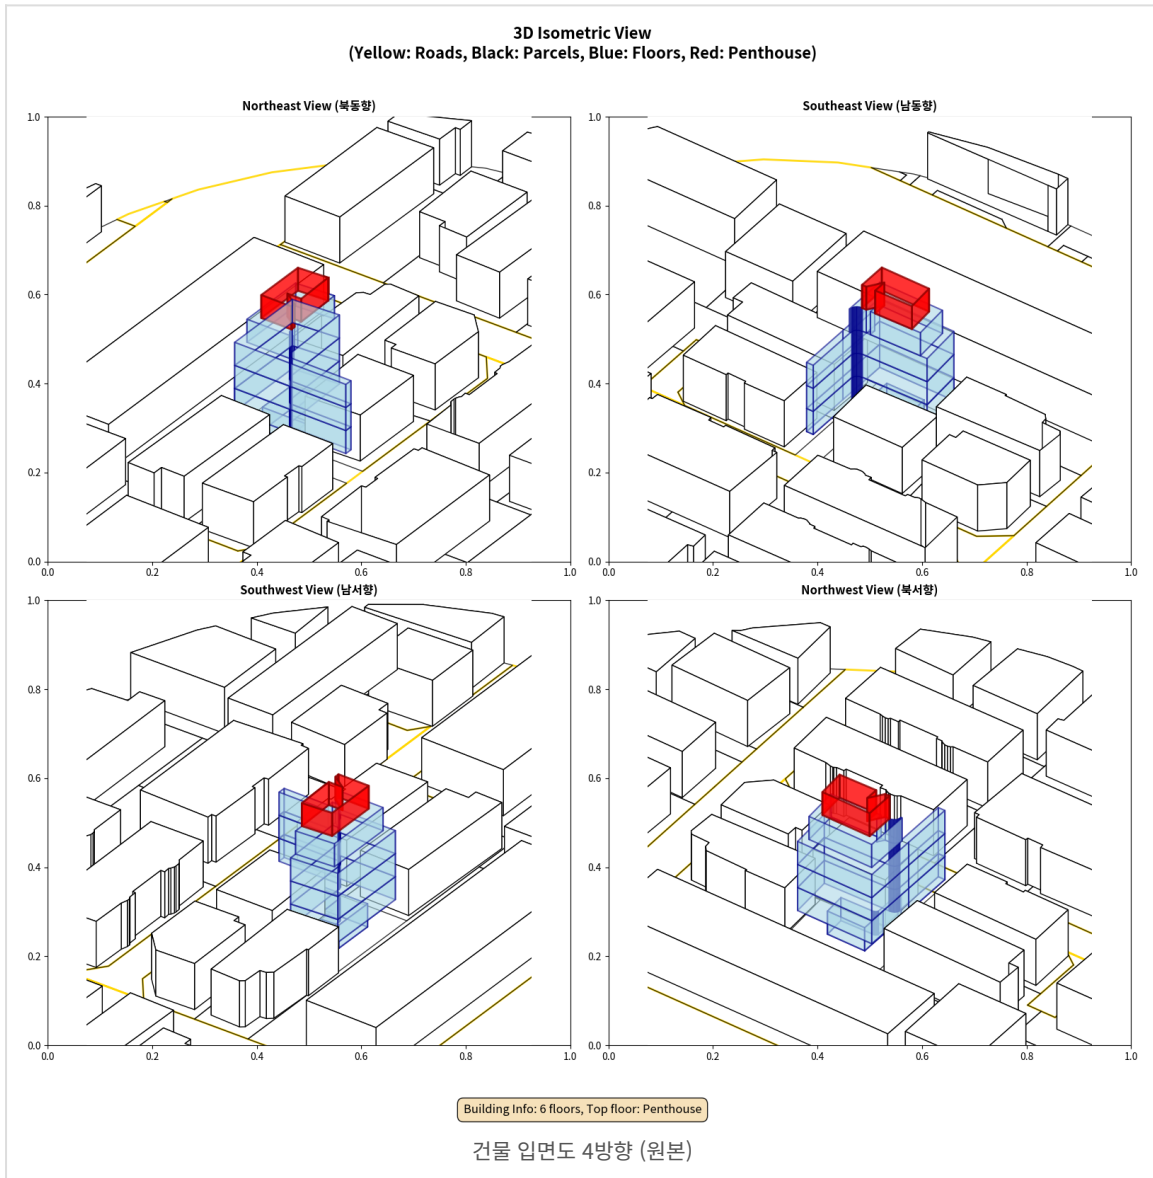 3D Isometric View
(Yellow: Roads, Black: Parcels, Blue: Floors, Red: Penthouse)
Northeast View (북동향)
1.0
0.8
0.6
0.4
0.2
0.0
0.0 0.2 0.4 0.6 0.8 1.0
Southeast View (남동향)
1.0
0.8
0.6
0.4
0.2
0.0
0.0 0.2 0.4 0.6 0.8 1.0
Southwest View (남서향)
1.0
0.8
0.6
0.4
0.2
0.0
0.0 0.2 0.4 0.6 0.8 1.0
Northwest View (북서향)
1.0
0.8
0.6
0.4
0.2
0.0
0.0 0.2 0.4 0.6 0.8 1.0
Building Info: 6 floors, Top floor: Penthouse
건물 입면도 4방향 (원본)